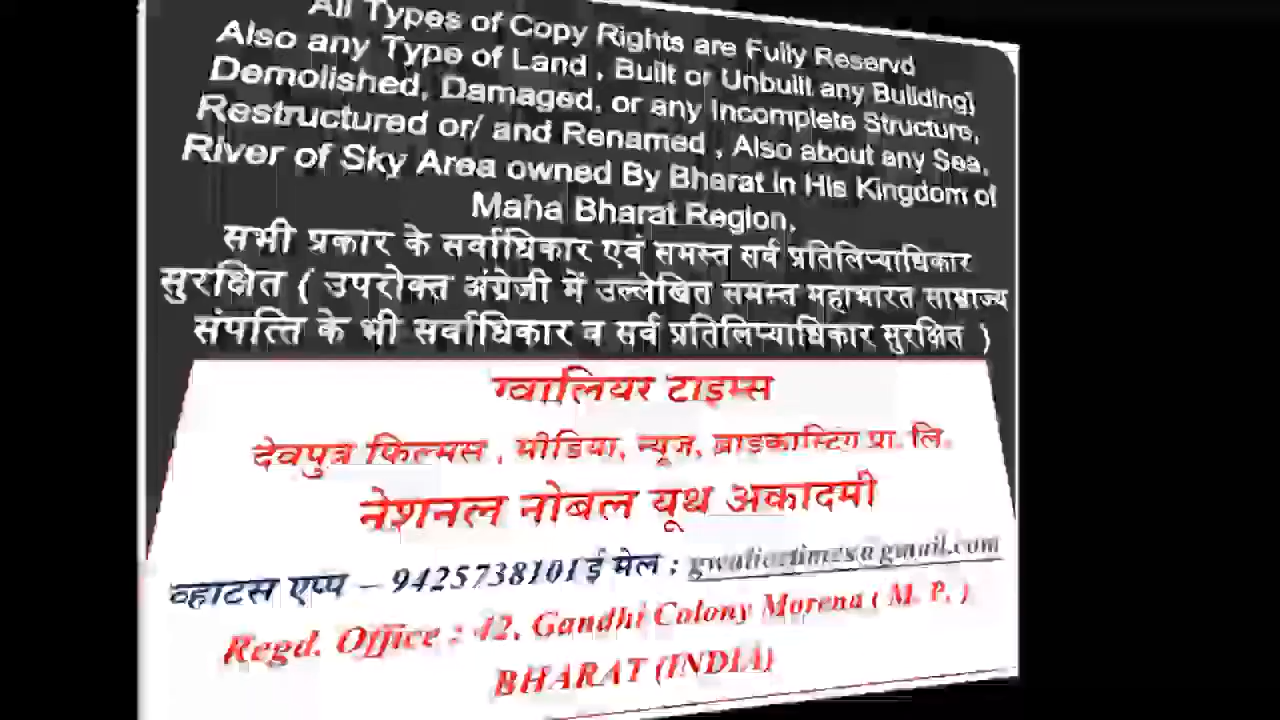 All Types of Copy Rights are Fully Reservd
Also any Type of Land , Built or Unbuilt any Building,
Demolished, Damaged, or any Incomplete Structure,
Restructured or/ and Renamed , Also about any Sea,
River of Sky Area owned By Bharat in His Kingdom of
Maha Bharat Region,
सभी प्रकार के सर्वाधिकार एवं समस्त सर्व प्रतिलिप्याधिकार
सुरक्षित ( उपरोक्त अंग्रेजी में उल्लेखित समस्त महाभारत साम्राज्य
संपत्ति के भी सर्वाधिकार व सर्व प्रतिलिप्याधिकार सुरक्षित )
ग्वालियर टाइम्स
देवपुत्र फिल्मस , मीडिया, न्यूज, ब्राडकास्टिग प्रा. लि.
नेशनल नोबल यूथ अकादमी
व्हाटस एप्प – 9425738101 ई मेल : gwaliortimes@gmail.com
Regd. Office : 42, Gandhi Colony Morena ( M. P. )
BHARAT (INDIA)